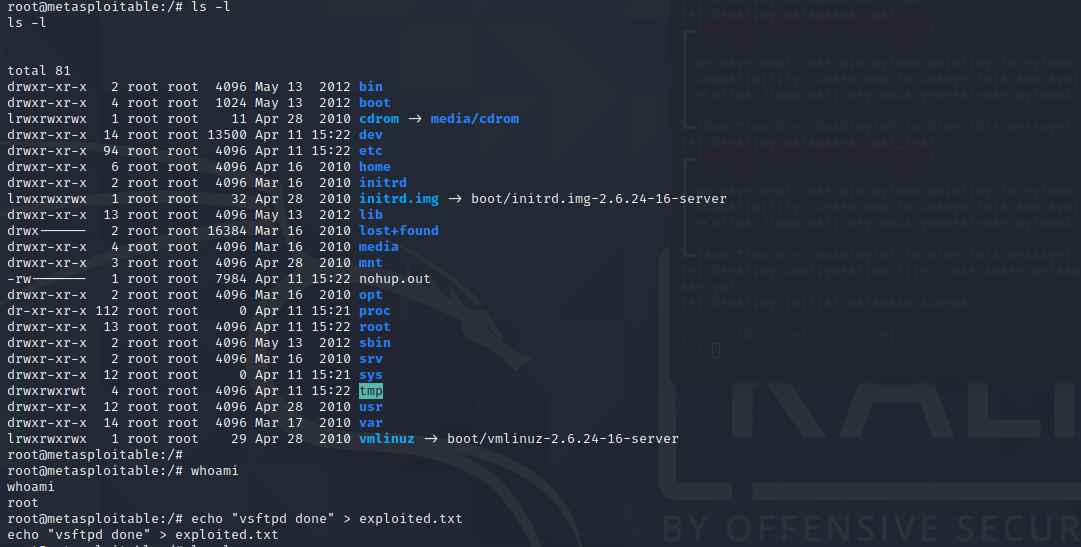 root@metasploitable:/# ls -l
ls -l
total 81
drwxr-xr-x   2 root root  4096 May 13  2012 bin
drwxr-xr-x   4 root root  1024 May 13  2012 boot
lrwxrwxrwx   1 root root    11 Apr 28  2010 cdrom → media/cdrom
drwxr-xr-x  14 root root 13500 Apr 11 15:22 dev
drwxr-xr-x  94 root root  4096 Apr 11 15:22 etc
drwxr-xr-x   6 root root  4096 Apr 16  2010 home
drwxr-xr-x   2 root root  4096 Mar 16  2010 initrd
lrwxrwxrwx   1 root root    32 Apr 28  2010 initrd.img → boot/initrd.img-2.6.24-16-server
drwxr-xr-x  13 root root  4096 May 13  2012 lib
drwx------   2 root root 16384 Mar 16  2010 lost+found
drwxr-xr-x   4 root root  4096 Mar 16  2010 media
drwxr-xr-x   3 root root  4096 Apr 28  2010 mnt
-rw-------   1 root root  7984 Apr 11 15:22 nohup.out
drwxr-xr-x   2 root root  4096 Mar 16  2010 opt
dr-xr-xr-x 112 root root     0 Apr 11 15:21 proc
drwxr-xr-x  13 root root  4096 Apr 11 15:22 root
drwxr-xr-x   2 root root  4096 May 13  2012 sbin
drwxr-xr-x   2 root root  4096 Mar 16  2010 srv
drwxr-xr-x  12 root root     0 Apr 11 15:21 sys
drwxrwxrwt   4 root root  4096 Apr 11 15:22 tmp
drwxr-xr-x  12 root root  4096 Apr 28  2010 usr
drwxr-xr-x  14 root root  4096 Mar 17  2010 var
lrwxrwxrwx   1 root root    29 Apr 28  2010 vmlinuz → boot/vmlinuz-2.6.24-16-server
root@metasploitable:/#
root@metasploitable:/# whoami
whoami
root
root@metasploitable:/# echo "vsftpd done" > exploited.txt
echo "vsftpd done" > exploited.txt
[+] Creating databases "msf"
We have kept /usr/bin/python pointing to Python
compatibility. Learn how to change this and avoi
⇒ https://www.kali.org/docs/general-use/python3-
(Run "touch ~/.hushlogin" to hide this message)
[+] Creating databases "msf_test"
We have kept /usr/bin/python pointing to Python
compatibility. Learn how to change this and avoi
⇒ https://www.kali.org/docs/general-use/python3-
(Run "touch ~/.hushlogin" to hide this message)
[+] Creating configuration file "/usr/share/metasp
ase.yml"
[+] Creating initial database schema
KALI
BY OFFENSIVE SECUR